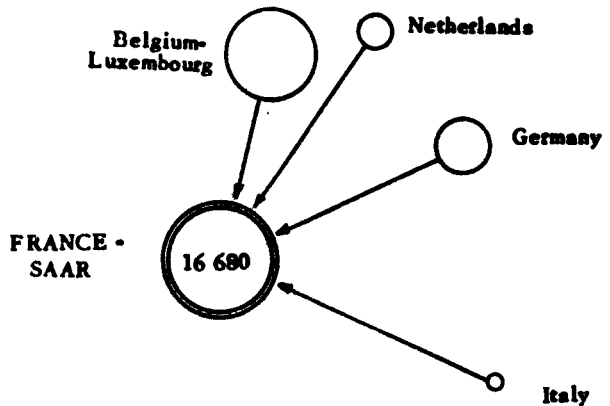 Belgium-
Luxembourg
Netherlands
Germany
FRANCE -
SAAR
16 680
Italy